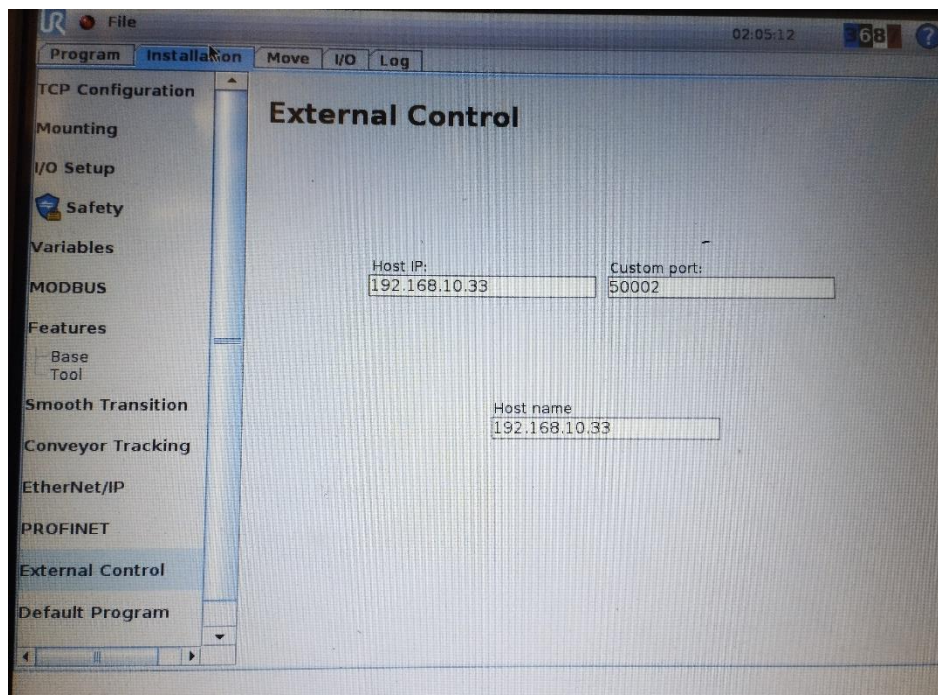 UR File 02:05:12 3687 ?
Program Installation Move I/O Log
TCP Configuration
Mounting
I/O Setup
Safety
Variables
MODBUS
Features
Base
Tool
Smooth Transition
Conveyor Tracking
EtherNet/IP
PROFINET
External Control
Default Program
External Control
Host IP:
192.168.10.33
Custom port:
50002
Host name
192.168.10.33